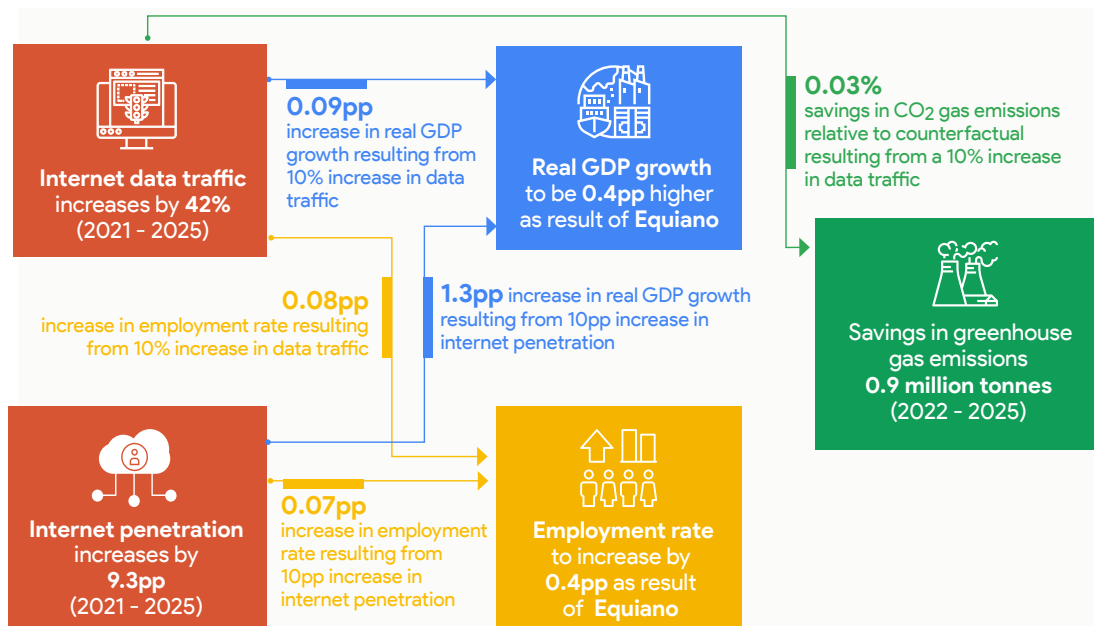 Internet data traffic
increases by 42%
(2021 - 2025)
0.09pp
increase in real GDP
growth resulting from
10% increase in data
traffic
Real GDP growth
to be 0.4pp higher
as result of Equiano
0.03%
savings in CO2 gas emissions
relative to counterfactual
resulting from a 10% increase
in data traffic
0.08pp
increase in employment rate resulting
from 10% increase in data traffic
1.3pp increase in real GDP growth
resulting from 10pp increase in
internet penetration
Savings in greenhouse
gas emissions
0.9 million tonnes
(2022 - 2025)
Internet penetration
increases by
9.3pp
(2021 - 2025)
0.07pp
increase in employment
rate resulting from
10pp increase in
internet penetration
Employment rate
to increase by
0.4pp as result
of Equiano